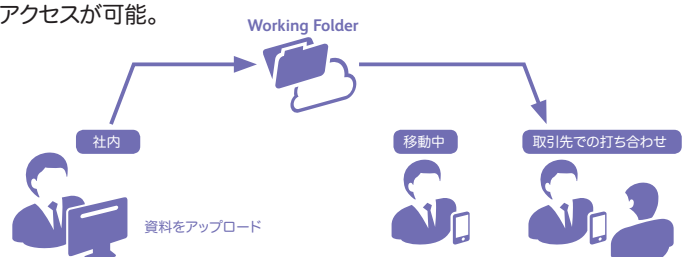 アクセスが可能。
Working Folder
社内
移動中
取引先での打ち合わせ
資料をアップロード